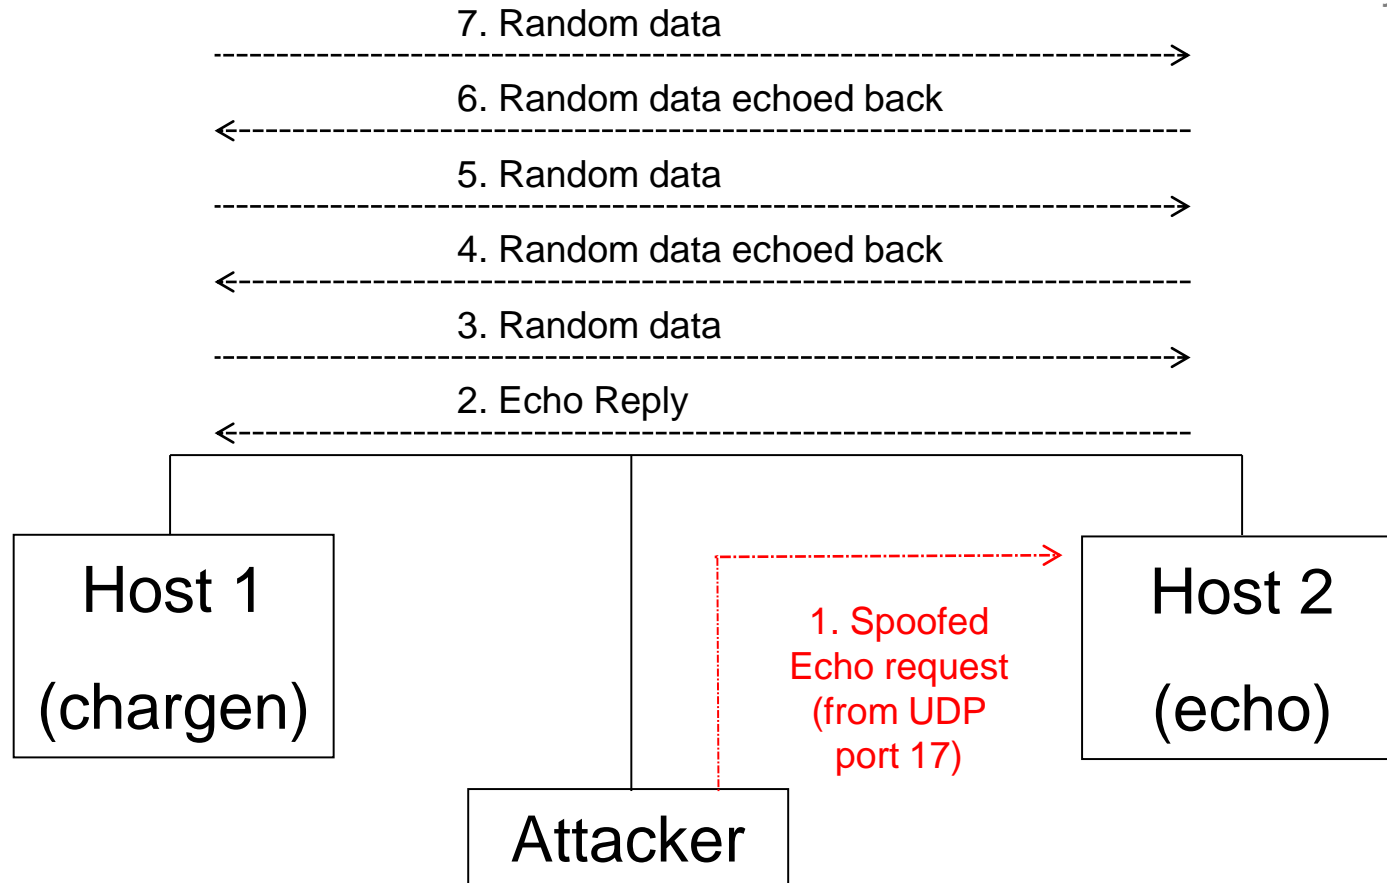 7. Random data
6. Random data echoed back
5. Random data
4. Random data echoed back
3. Random data
2. Echo Reply
Host 1
(chargen)
1. Spoofed
Echo request
(from UDP
port 17)
Host 2
(echo)
Attacker